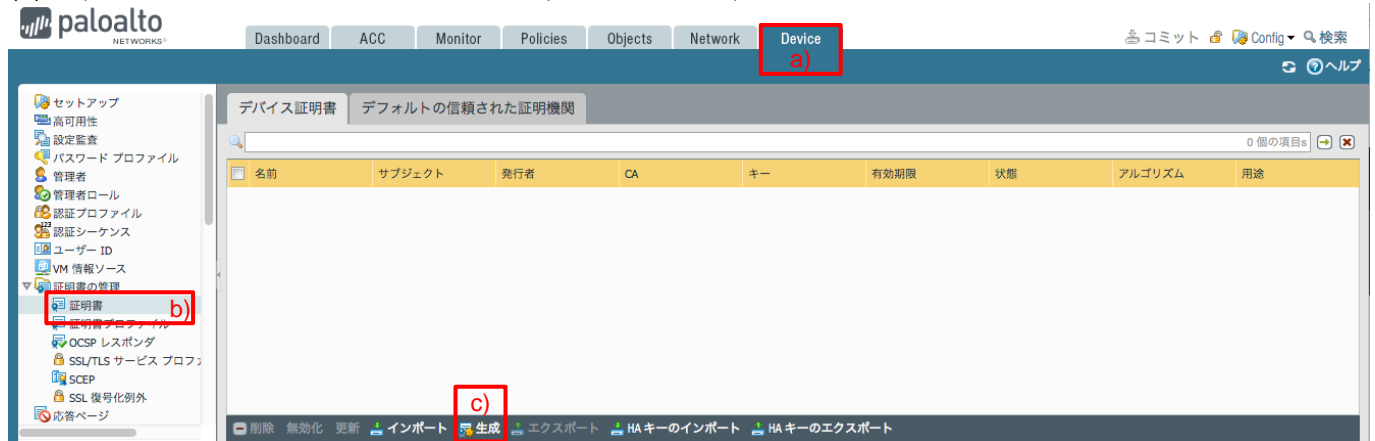 paloalto
NETWORKS®
Dashboard ACC Monitor Policies Objects Network Device
a)
コミット Config 検索
ヘルプ
セットアップ
高可用性
設定監査
パスワード プロファイル
管理者
管理者ロール
認証プロファイル
認証シーケンス
ユーザー ID
VM 情報ソース
証明書の管理
証明書
b)
証明書プロファイル
OCSP レスポンダ
SSL/TLS サービス プロファ
SCEP
SSL 復号化例外
応答ページ
デバイス証明書 デフォルトの信頼された証明機関
0 個の項目s
名前 サブジェクト 発行者 CA キー 有効期限 状態 アルゴリズム 用途
c)
削除 無効化 更新 インポート 生成 エクスポート HA キーのインポート HA キーのエクスポート